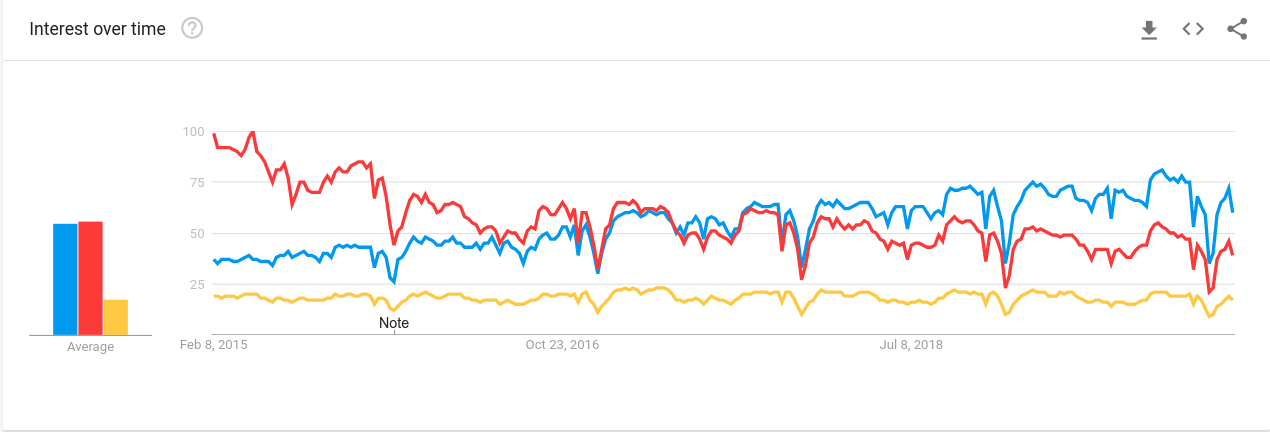 Interest over time ?
100
75
50
25
Note
Average
Feb 8, 2015 Oct 23, 2016 Jul 8, 2018